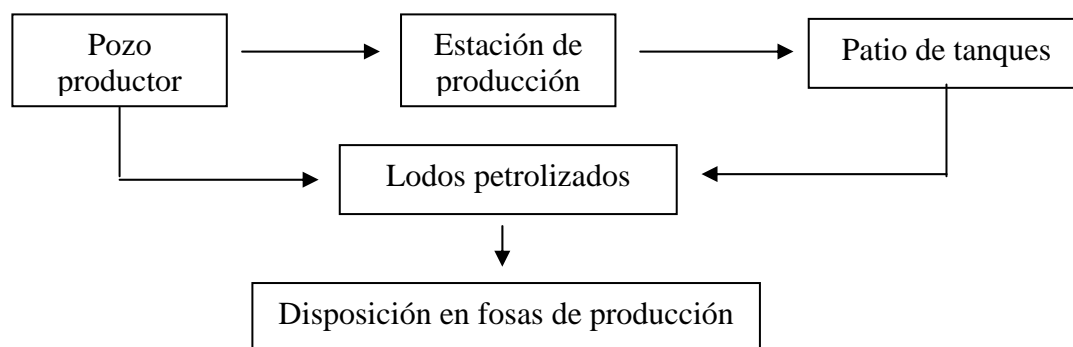 Pozo
productor
Estación de
producción
Patio de tanques
Lodos petrolizados
Disposición en fosas de producción